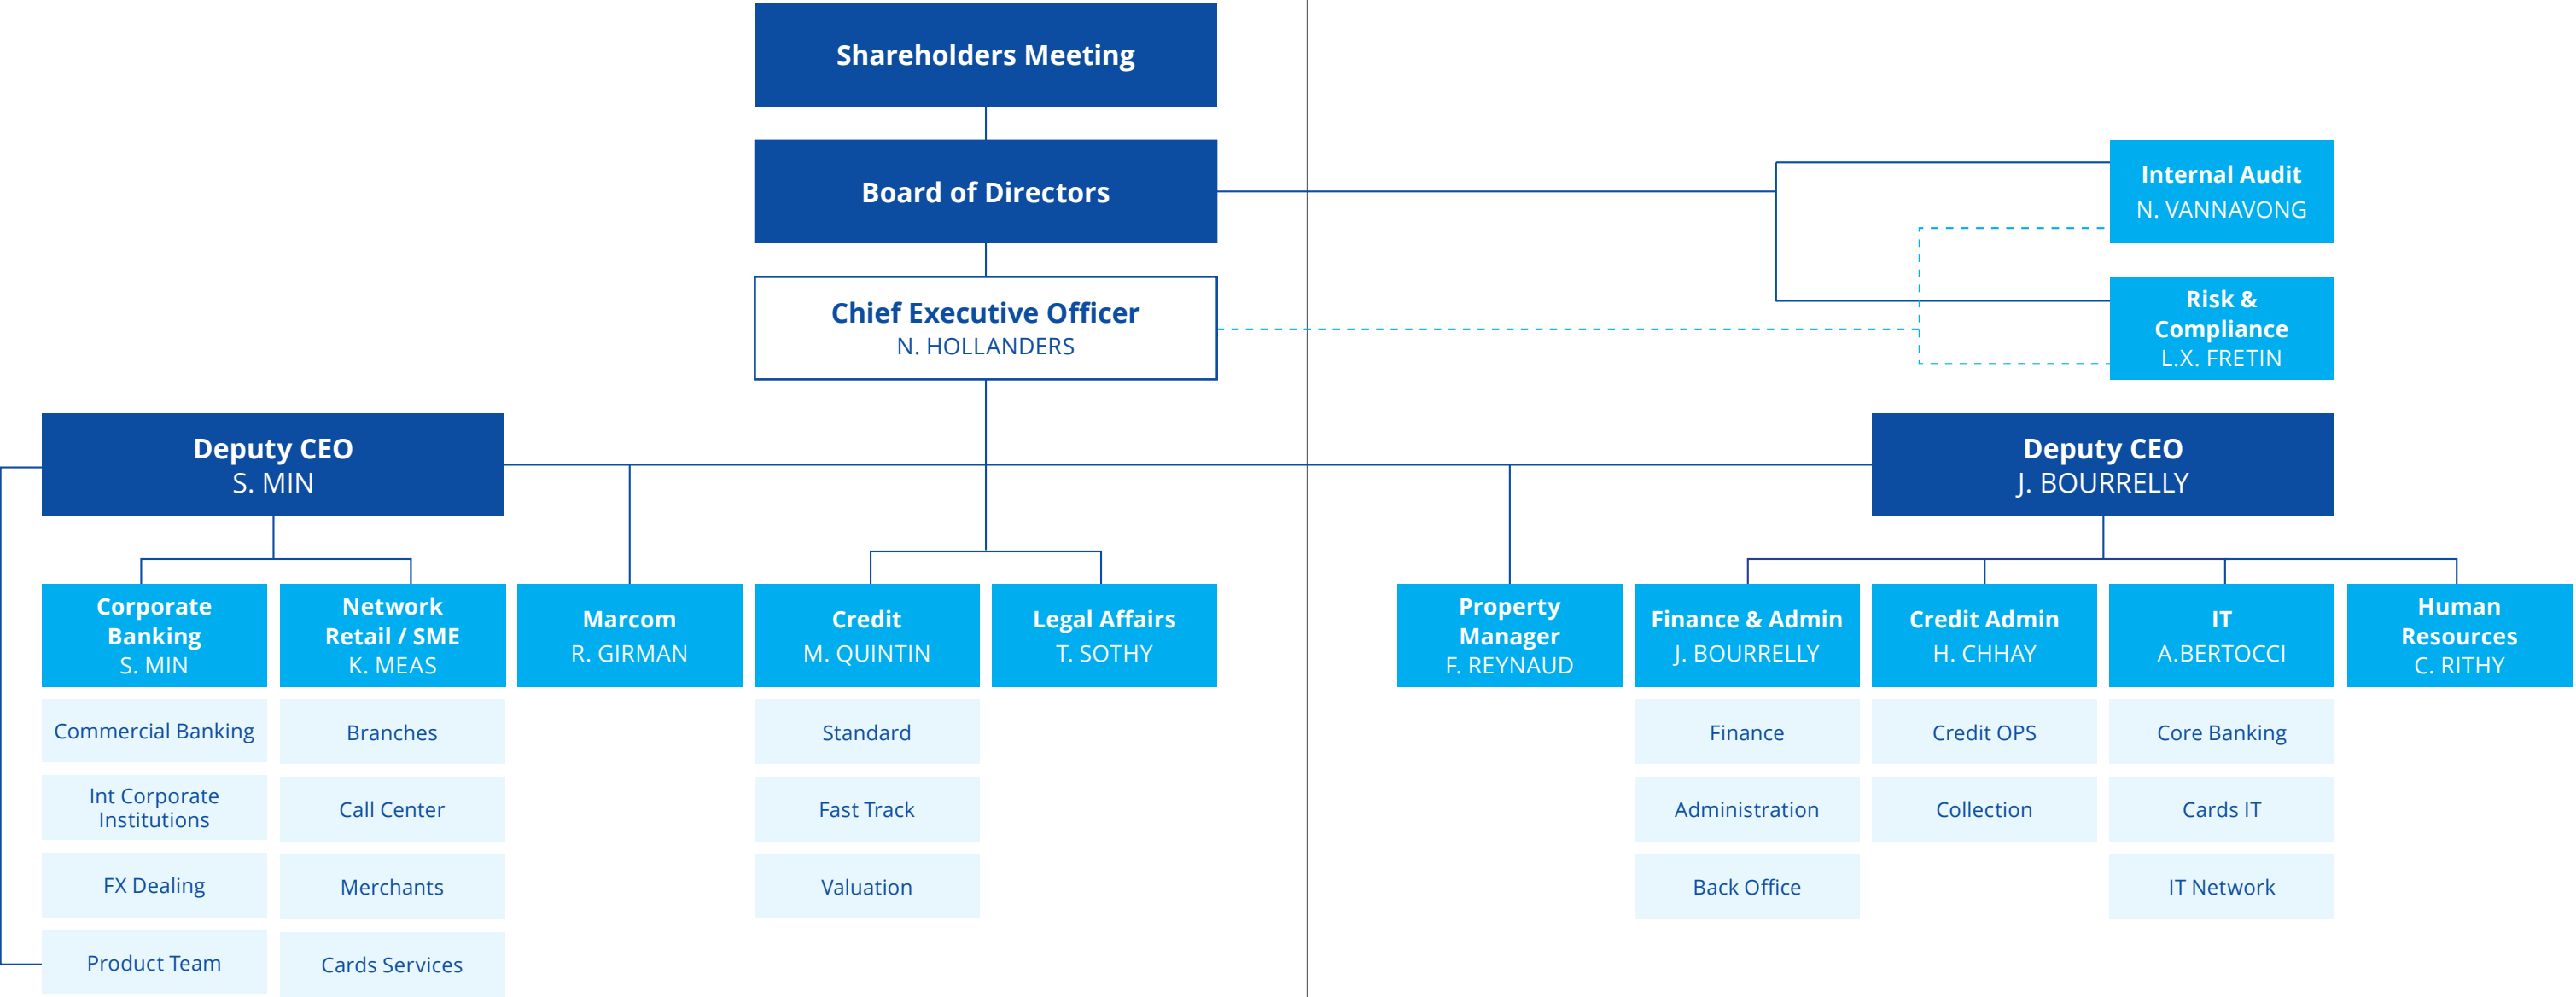 Shareholders Meeting
Board of Directors
Internal Audit
N. VANNAVONG
Chief Executive Officer
N. HOLLANDERS
Risk &
Compliance
L.X. FRETIN
Deputy CEO
S. MIN
Deputy CEO
J. BOURRELLY
Corporate
Banking
S. MIN
Network
Retail / SME
K. MEAS
Marcom
R. GIRMAN
Credit
M. QUINTIN
Legal Affairs
T. SOTHY
Property
Manager
F. REYNAUD
Finance & Admin
J. BOURRELLY
Credit Admin
H. CHHAY
IT
A.BERTOCCI
Human
Resources
C. RITHY
Commercial Banking
Int Corporate
Institutions
FX Dealing
Product Team
Branches
Call Center
Merchants
Cards Services
Standard
Fast Track
Valuation
Finance
Administration
Back Office
Credit OPS
Collection
Core Banking
Cards IT
IT Network